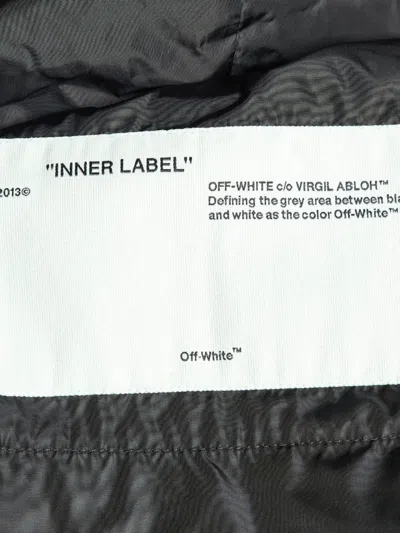 "INNER LABEL"
2013©
OFF-WHITE c/o VIRGIL ABLOH™
Defining the grey area between
and white as the color Off-White™
Off-White™